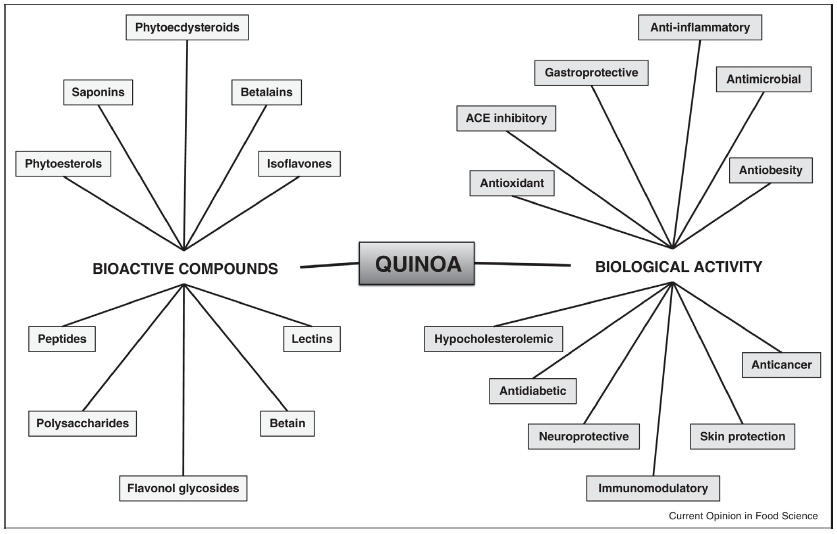 Phytoecdysteroids
Anti-inflammatory
Gastroprotective
Antimicrobial
Saponins
Betalains
ACE inhibitory
Phytoesterols
Isoflavones
Antiobesity
Antioxidant
BIOACTIVE COMPOUNDS
QUINOA
BIOLOGICAL ACTIVITY
Peptides
Lectins
Hypocholesterolemic
Anticancer
Antidiabetic
Polysaccharides
Betain
Neuroprotective
Skin protection
Flavonol glycosides
Immunomodulatory
Current Opinion in Food Science